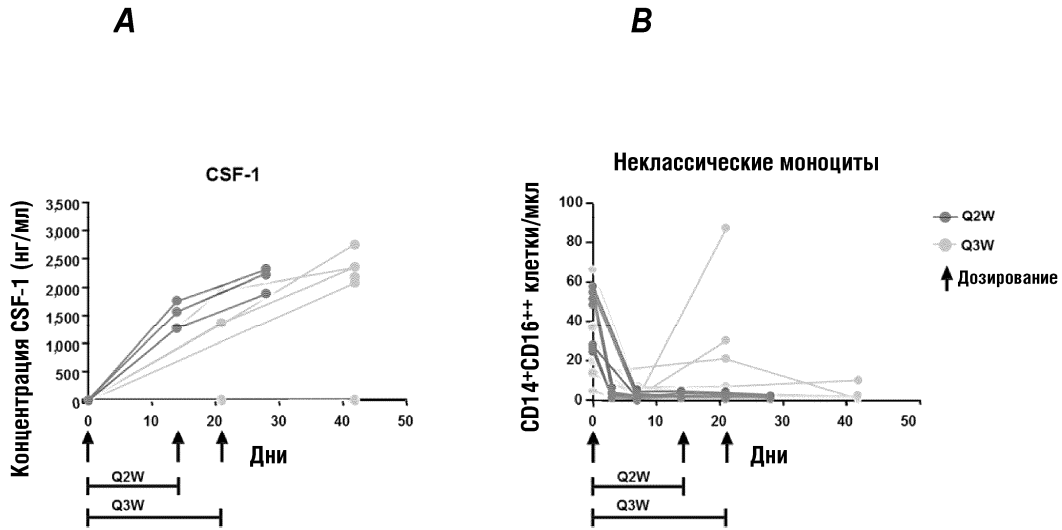 A
B
CSF-1
Концентрация CSF-1 (нг/мл)
3,500
3,000
2,500
2,000
1,500
1,000
500
0
0 10 20 30 40 50
Дни
Q2W
Q3W
Неклассические моноциты
CD14+CD16++ клетки/мкл
100
80
60
40
20
0
0 10 20 30 40 50
Дни
Q2W
Q3W
Q2W
Q3W
Дозирование